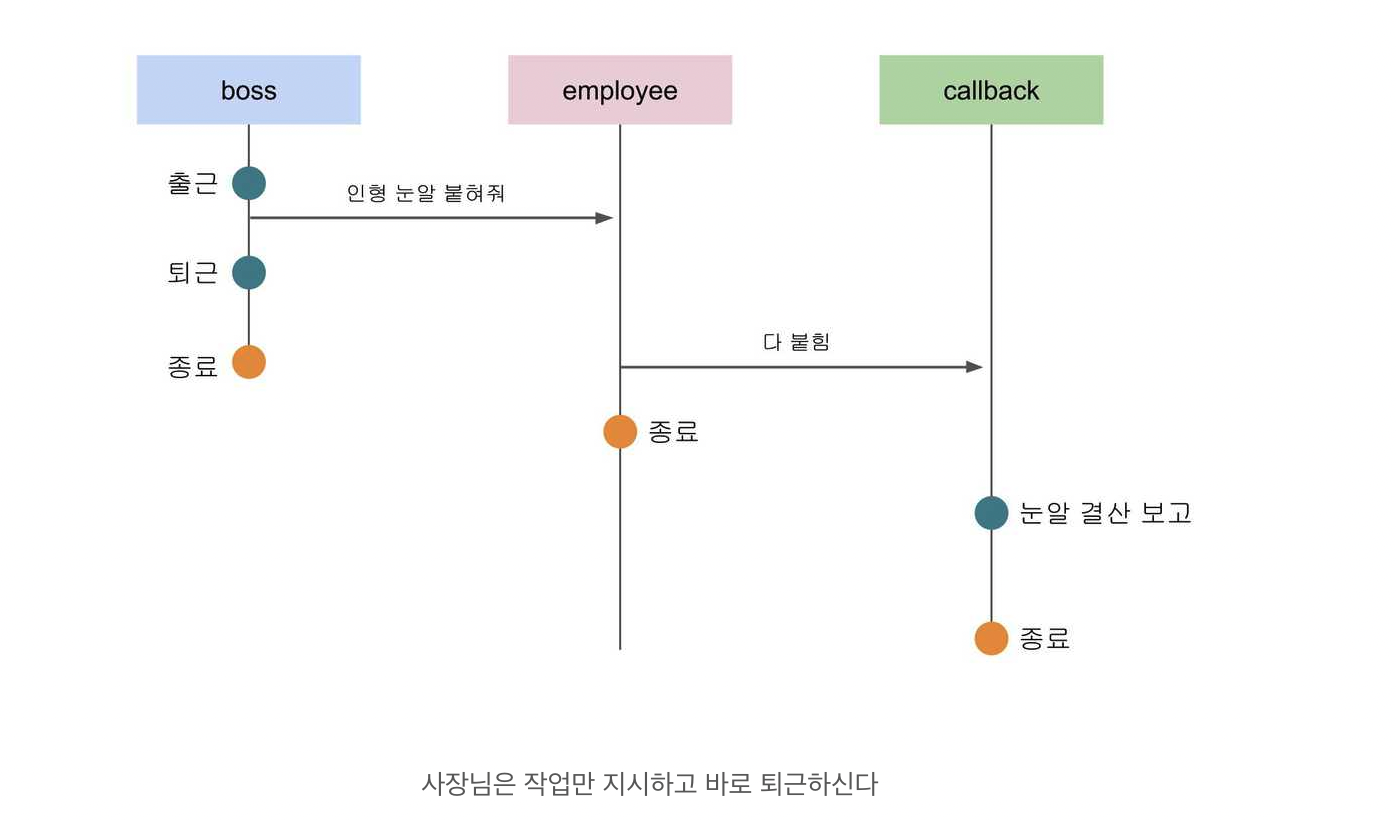 boss
employee
callback
출근
인형 눈알 붙혀줘
퇴근
다 붙힘
종료
종료
눈알 결산 보고
종료
사장님은 작업만 지시하고 바로 퇴근하신다